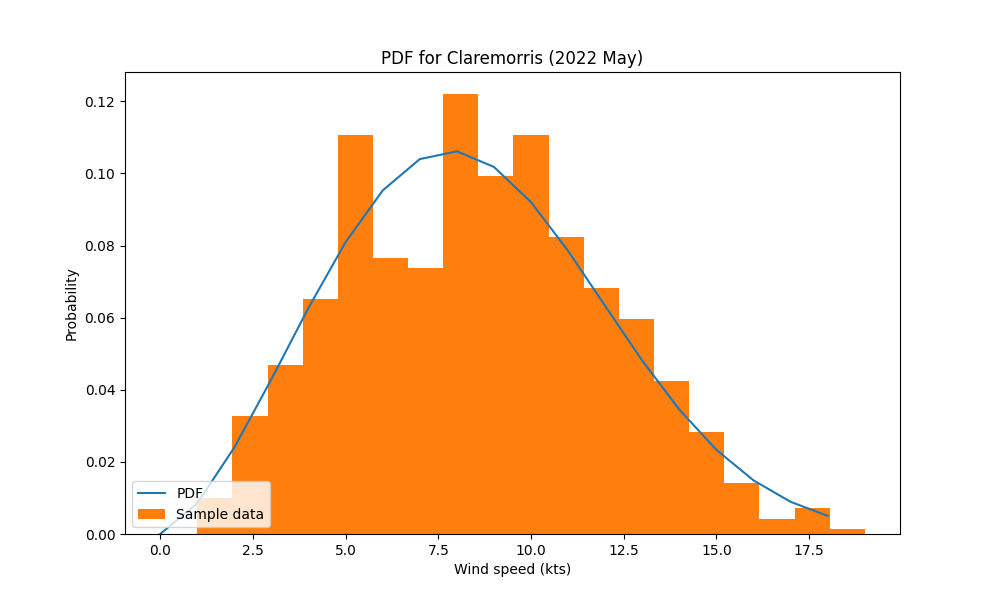 PDF for Claremorris (2022 May)
0.12
0.10
0.08
0.06
0.04
0.02
0.00
Probability
PDF
Sample data
0.0 2.5 5.0 7.5 10.0 12.5 15.0 17.5
Wind speed (kts)